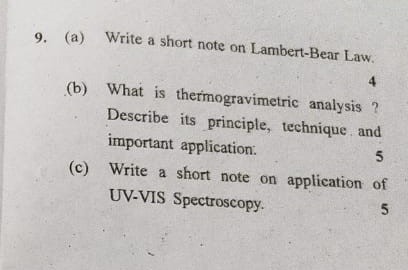 9. (a) Write a short note on Lambert-Bear Law.
4
(b) What is thermogravimetric analysis ?
Describe its principle, technique and
important application.
5
(c) Write a short note on application of
UV-VIS Spectroscopy.
5